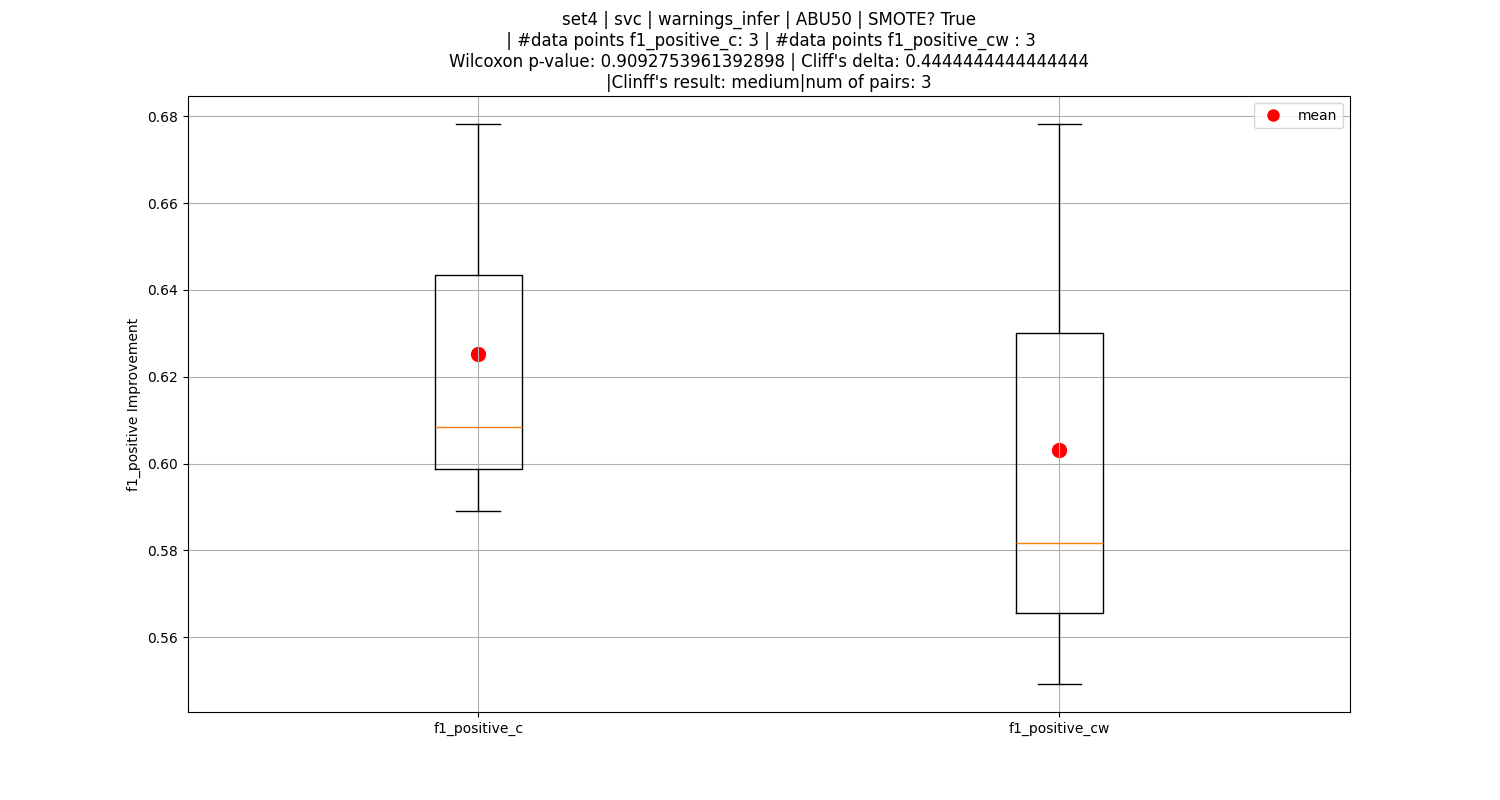 set4 | svc | warnings_infer | ABU50 | SMOTE? True
| #data points f1_positive_c: 3 | #data points f1_positive_cw : 3
Wilcoxon p-value: 0.9092753961392898 | Cliff's delta: 0.4444444444444444
|Clinff's result: medium|num of pairs: 3
mean
0.68
0.66
0.64
0.62
0.60
0.58
0.56
f1_positive Improvement
f1_positive_c
f1_positive_cw